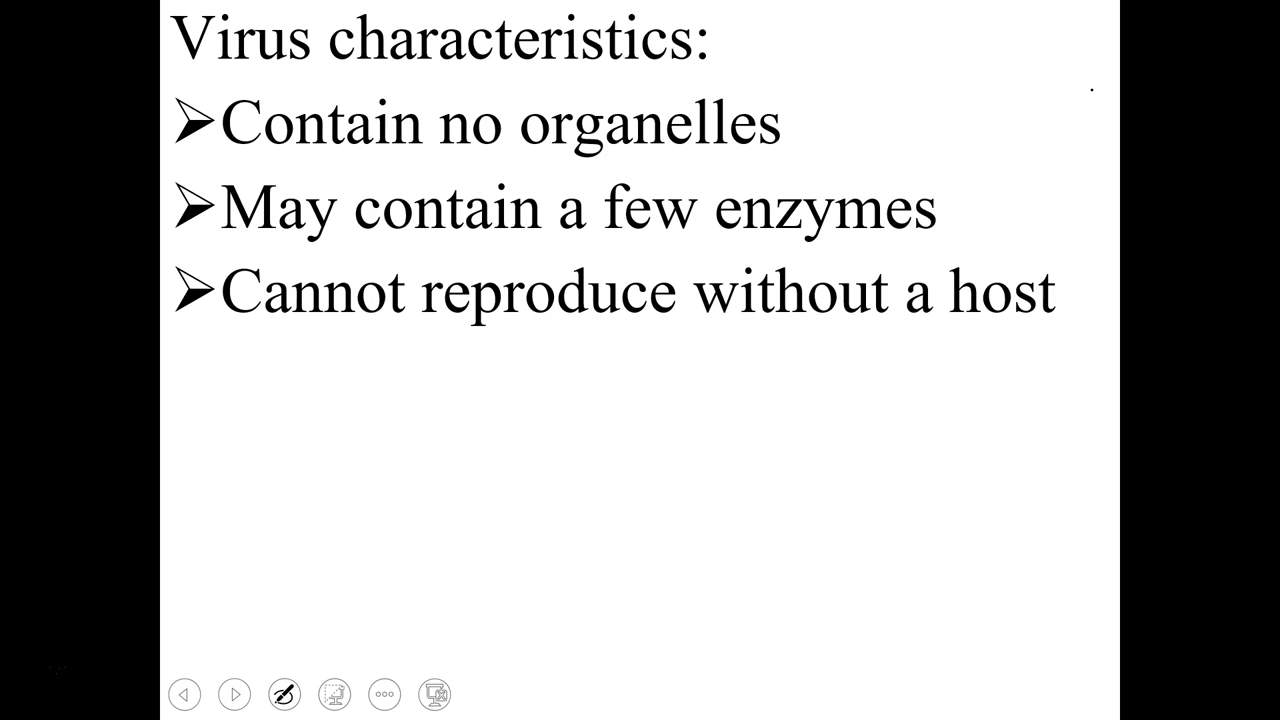 Virus characteristics:
➢Contain no organelles
➢May contain a few enzymes
➢Cannot reproduce without a host